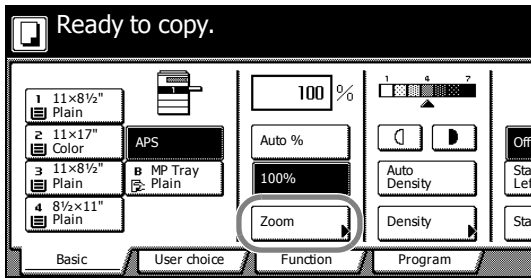 Ready to copy.
1 11×8½"
Plain
2 11×17"
Color
3 11×8½"
Plain
4 8½×11"
Plain
1
APS
B MP Tray
Plain
100 %
Auto %
100%
Zoom
1 4 7
Auto
Density
Density
Off
Sta
Lef
Sta
Basic
User choice
Function
Program